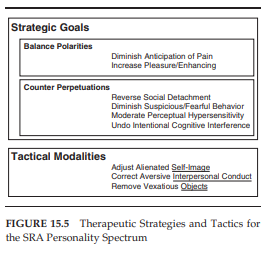 Strategic Goals
Balance Polarities
Diminish Anticipation of Pain
Increase Pleasure/Enhancing
Counter Perpetuations
Reverse Social Detachment
Diminish Suspicious/Fearful Behavior
Moderate Perceptual Hypersensitivity
Undo Intentional Cognitive Interference
Tactical Modalities
Adjust Alienated Self-Image
Correct Aversive Interpersonal Conduct
Remove Vexatious Objects
FIGURE 15.5 Therapeutic Strategies and Tactics for
the SRA Personality Spectrum